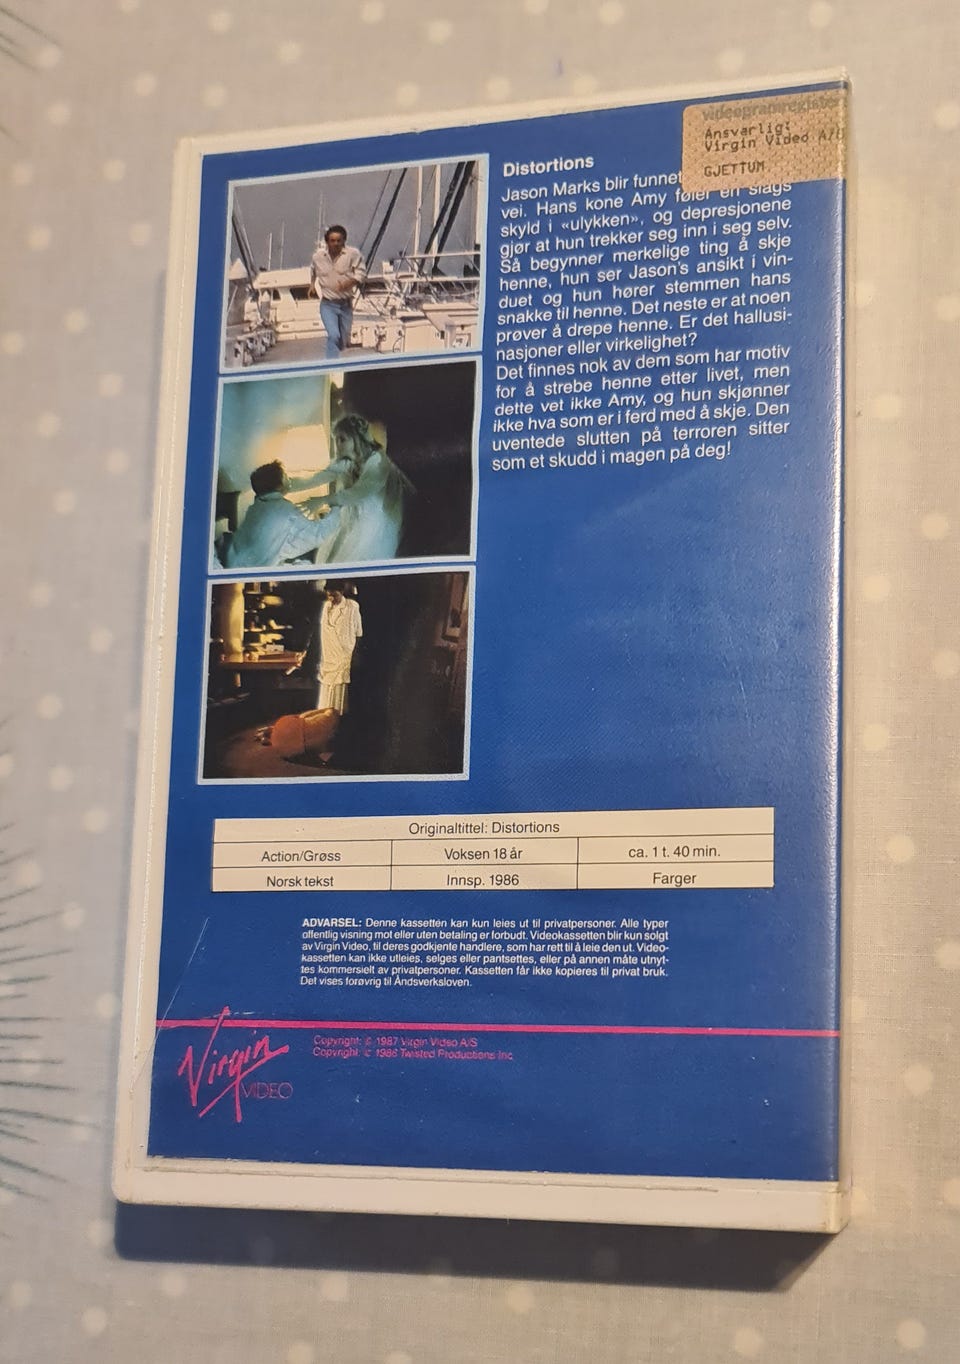 videogramregister
Ansvarlig:
Virgin Video A/S
GJETTUM
Distortions
Jason Marks blir funnet
vei. Hans kone Amy føler en slags
skyld i «ulykken», og depresjonene
gjør at hun trekker seg inn i seg selv.
Så begynner merkelige ting å skje
henne, hun ser Jason's ansikt i vin-
duet og hun hører stemmen hans
snakke til henne. Det neste er at noen
prøver å drepe henne. Er det hallusi-
nasjoner eller virkelighet?
Det finnes nok av dem som har motiv
for å strebe henne etter livet, men
dette vet ikke Amy, og hun skjønner
ikke hva som er i ferd med å skje. Den
uventede slutten på terroren sitter
som et skudd i magen på deg!
Originaltittel: Distortions
Action/Grøss Voksen 18 år ca. 1 t. 40 min.
Norsk tekst Innsp. 1986 Farger
ADVARSEL: Denne kassetten kan kun leies ut til privatpersoner. Alle typer
offentlig visning mot eller uten betaling er forbudt. Videokassetten blir kun solgt
av Virgin Video, til deres godkjente handlere, som har rett til å leie den ut. Video-
kassetten kan ikke utleies, selges eller pantsettes, eller på annen måte utnyt-
tes kommersielt av privatpersoner. Kassetten får ikke kopieres til privat bruk.
Det vises forøvrig til Åndsverksloven.
Copyright: © 1987 Virgin Video A/S
Copyright: © 1986 Twisted Productions Inc
Virgin
VIDEO